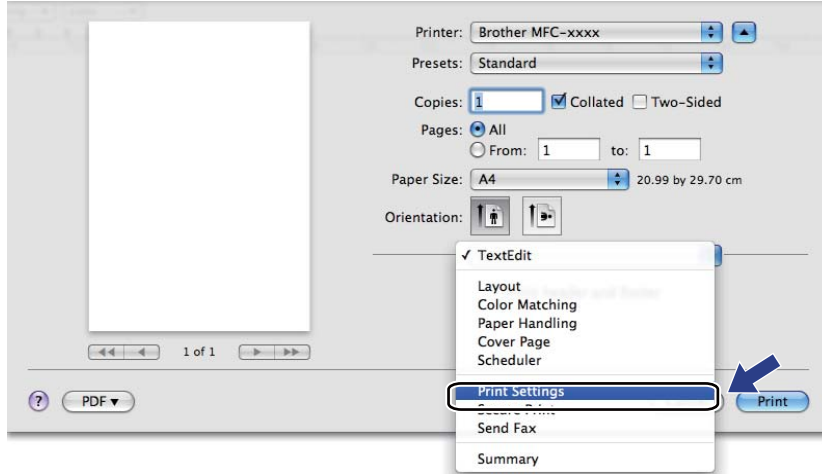 Printer: Brother MFC-xxxx
Presets: Standard
Copies: 1 Collated Two-Sided
Pages: All
From: 1 to: 1
Paper Size: A4 20.99 by 29.70 cm
Orientation:
TextEdit
Layout
Color Matching
Paper Handling
Cover Page
Scheduler
1 of 1
Print Settings
Secure Print
Send Fax
Summary
? PDF Print